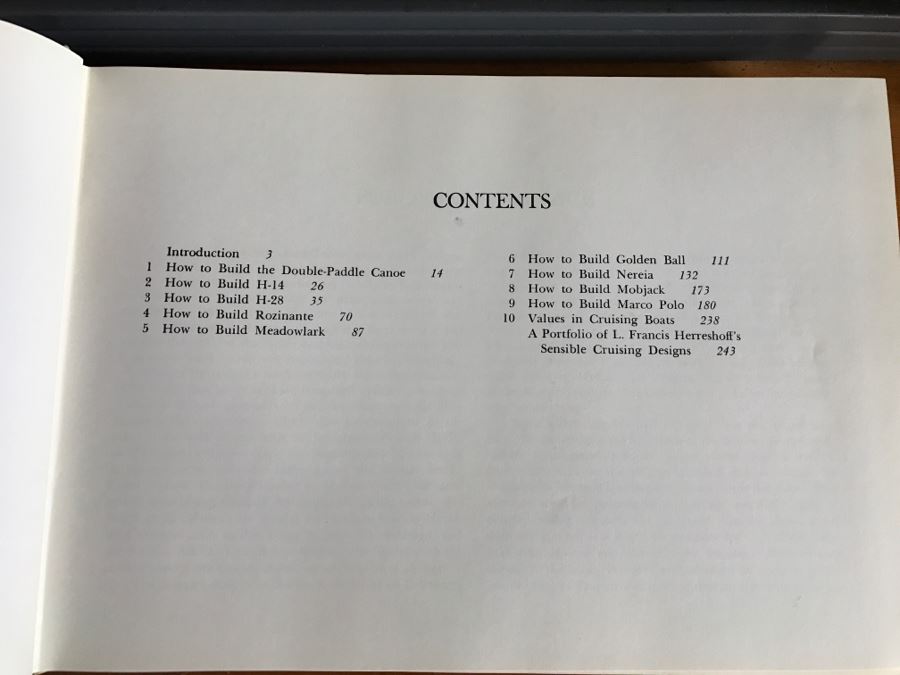 CONTENTS
Introduction 3
1 How to Build the Double-Paddle Canoe 14
2 How to Build H-14 26
3 How to Build H-28 35
4 How to Build Rozinante 70
5 How to Build Meadowlark 87
6 How to Build Golden Ball 111
7 How to Build Nereia 132
8 How to Build Mobjack 173
9 How to Build Marco Polo 180
10 Values in Cruising Boats 238
A Portfolio of L. Francis Herreshoff's
Sensible Cruising Designs 243